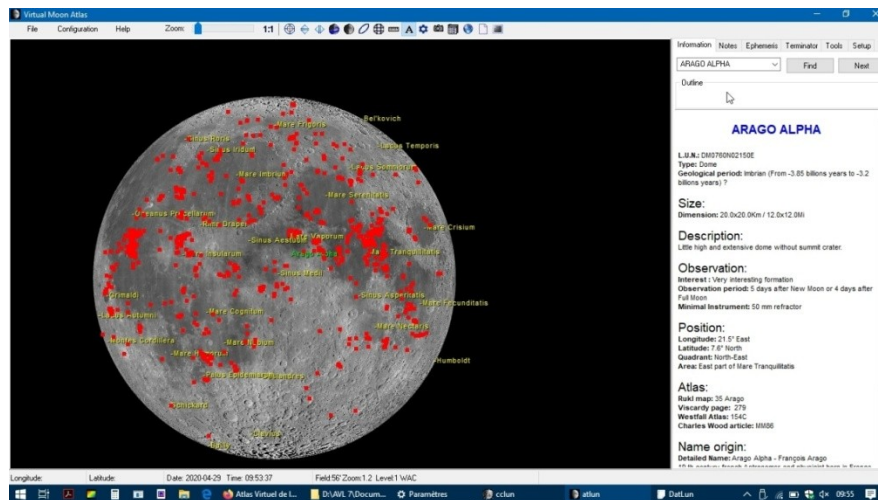 Virtual Moon Atlas
File Configuration Help Zoom: 1:1
Information Notes Ephemeris Terminator Tools Setup
ARAGO ALPHA Find Next
Outline
ARAGO ALPHA
L.U.N.: DM0760N02150E
Type: Dome
Geological period: Imbrian (From -3.85 billions years to -3.2
billions years) ?
Size:
Dimension: 20.0x20.0Km / 12.0x12.0Mi
Description:
Little high and extensive dome without summit crater.
Observation:
Interest : Very interesting formation
Observation period: 5 days after New Moon or 4 days after
Full Moon
Minimal Instrument: 50 mm refractor
Position:
Longitude: 21.5° East
Latitude: 7.6° North
Quadrant: North-East
Area: East part of Mare Tranquilitatis
Atlas:
Rukl map: 35 Arago
Viscardy page: 279
Westfall Atlas: 154C
Charles Wood article: MM86
Name origin:
Detailed Name: Arago Alpha - François Arago
Bel'kovich
Mare Frigoris
Sinus Iridum
Lacus Temporis
Mare Imbrium
Mare Serenitatis
Mare Vaporum
Mare Crisium
Sinus Aestuum
Sinus Medii
Grimaldi
Sinus Asperitatis
Mare Fecunditatis
Lacus Autumni
Mare Cognitum
Mare Nectaris
Montes Cordillera
Mare Nubium
Humboldt
Schickard
Clavius
Longitude: Latitude: Date: 2020-04-29 Time: 09:53:37 Field:56' Zoom:1.2 Level:1 WAC
Atlas Virtuel de l... D:\AVL 7\Docum... Paramètres cclun atlun DatLun 09:55